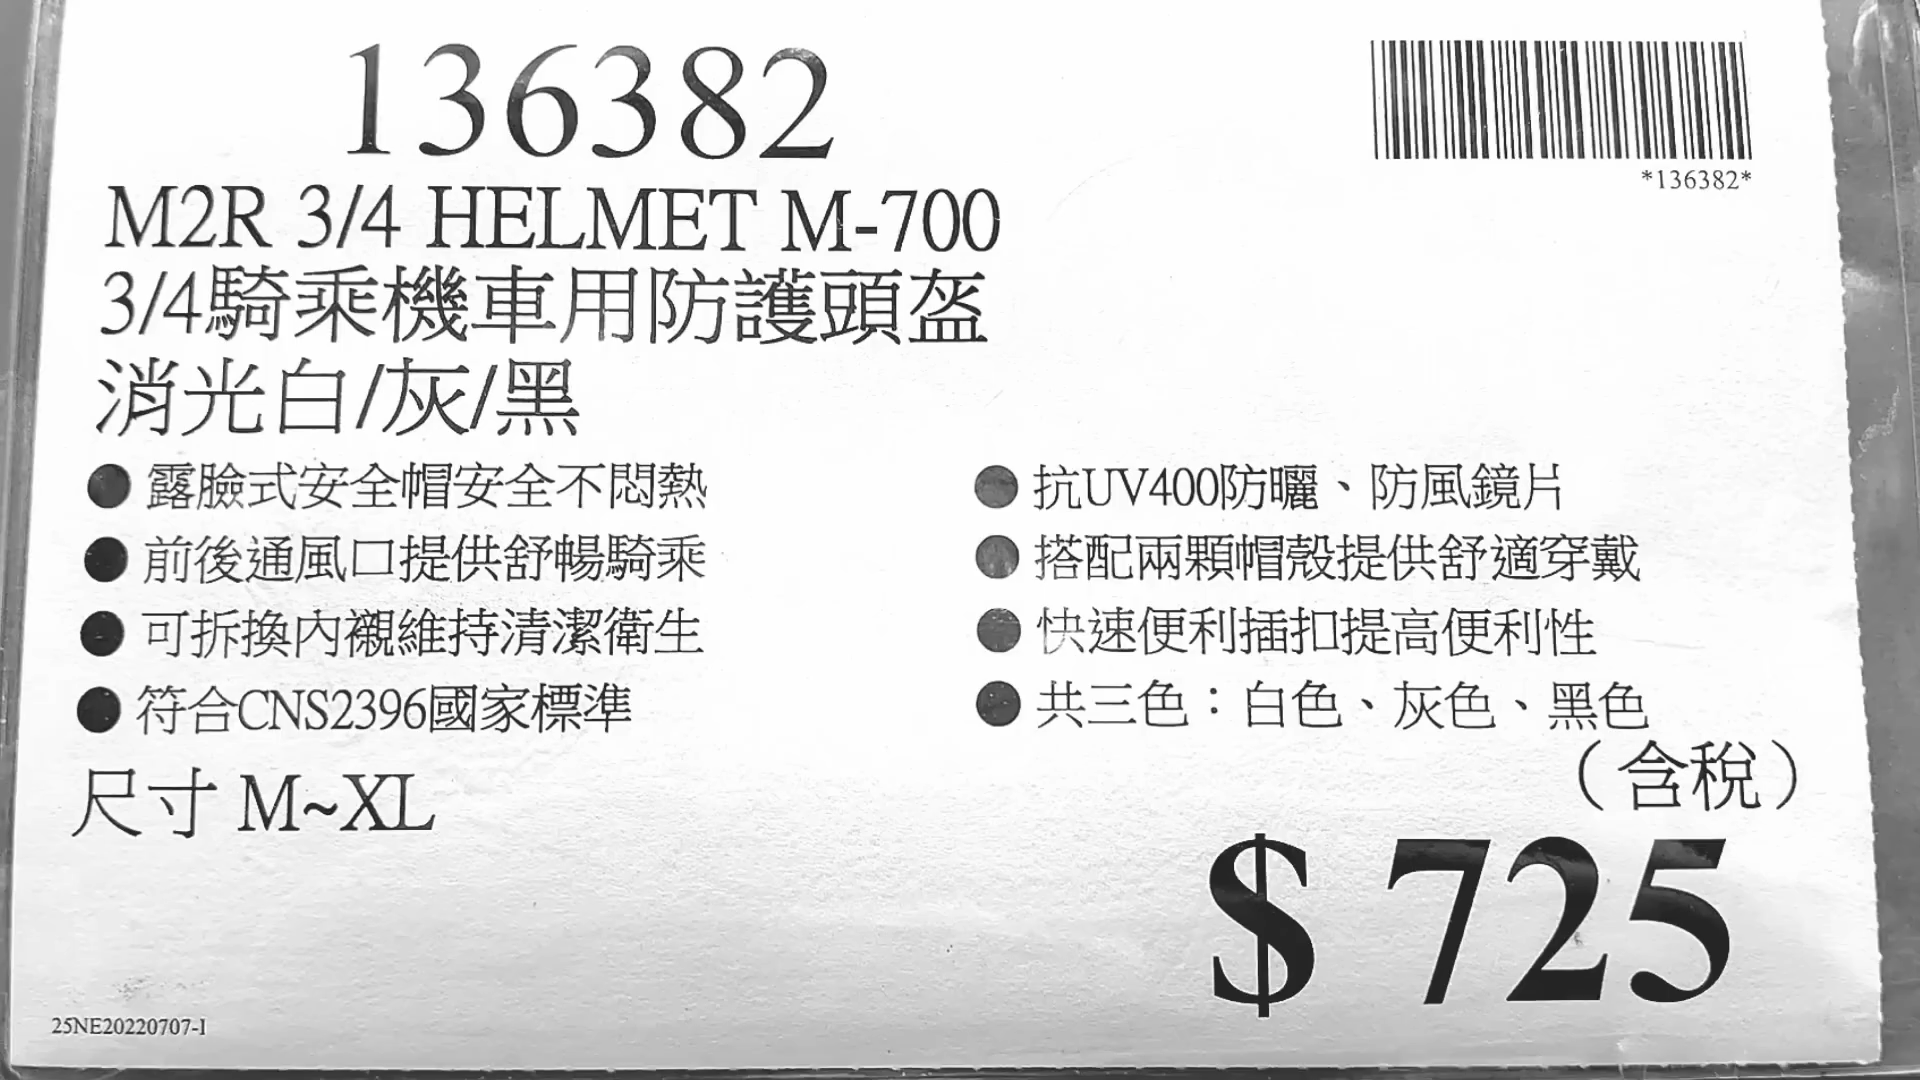 136382
*136382*
M2R 3/4 HELMET M-700
3/4騎乘機車用防護頭盔
消光白/灰/黑
● 露臉式安全帽安全不悶熱
● 前後通風口提供舒暢騎乘
● 可拆換內襯維持清潔衛生
● 符合CNS2396國家標準
● 抗UV400防曬、防風鏡片
● 搭配兩顆帽殼提供舒適穿戴
● 快速便利插扣提高便利性
● 共三色：白色、灰色、黑色
尺寸 M~XL
（含稅）
$ 725
25NE20220707-I